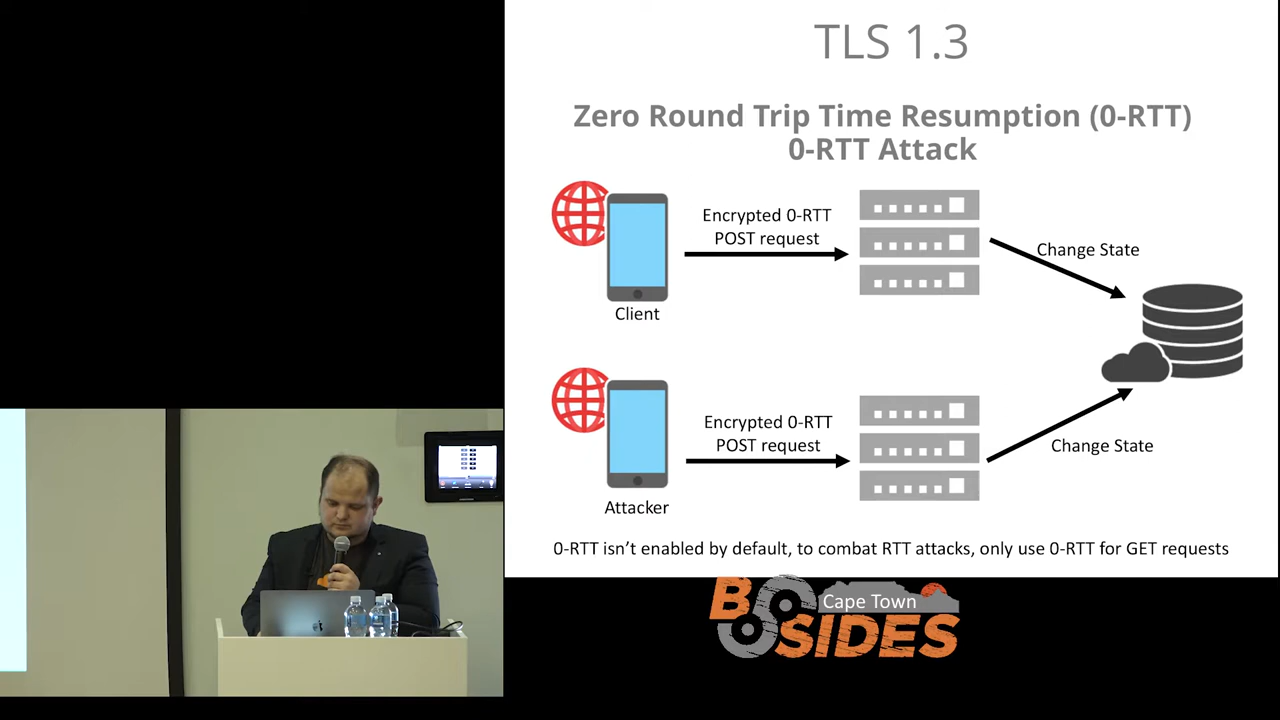 TLS 1.3
Zero Round Trip Time Resumption (0-RTT)
0-RTT Attack
Encrypted 0-RTT
POST request
Change State
Client
Encrypted 0-RTT
POST request
Change State
Attacker
0-RTT isn't enabled by default, to combat RTT attacks, only use 0-RTT for GET requests
BSIDES
Cape Town